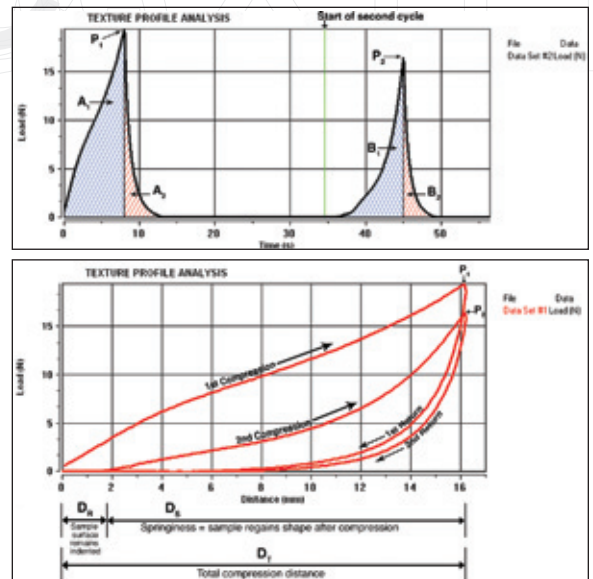 TEXTURE PROFILE ANALYSIS
Start of second cycle
P1
P2
File Data
Data Set #2 Load (N)
A1
A2
B1
B2
Load (N)
15
10
5
0
0 10 20 30 40 50
Time (s)
TEXTURE PROFILE ANALYSIS
P1
P2
File Data
Data Set #1 Load (N)
1st Compression
2nd Compression
1st Return
2nd Return
Load (N)
15
10
5
0
0 2 4 6 8 10 12 14 16
Distance (mm)
DR
DS
Sample
surface
remains
indented
Springiness = sample regains shape after compression
DT
Total compression distance